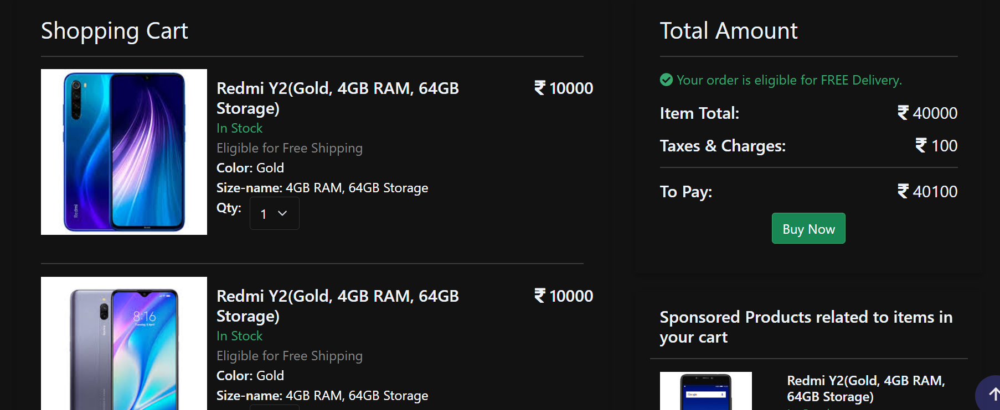 Shopping Cart
Redmi Y2(Gold, 4GB RAM, 64GB
Storage)
₹ 10000
In Stock
Eligible for Free Shipping
Color: Gold
Size-name: 4GB RAM, 64GB Storage
Qty: 1
Redmi
Redmi Y2(Gold, 4GB RAM, 64GB
Storage)
₹ 10000
In Stock
Eligible for Free Shipping
Color: Gold
Size-name: 4GB RAM, 64GB Storage
8:16
Total Amount
Your order is eligible for FREE Delivery.
Item Total: ₹ 40000
Taxes & Charges: ₹ 100
To Pay: ₹ 40100
Buy Now
Sponsored Products related to items in
your cart
Google
Redmi Y2(Gold, 4GB RAM,
64GB Storage)